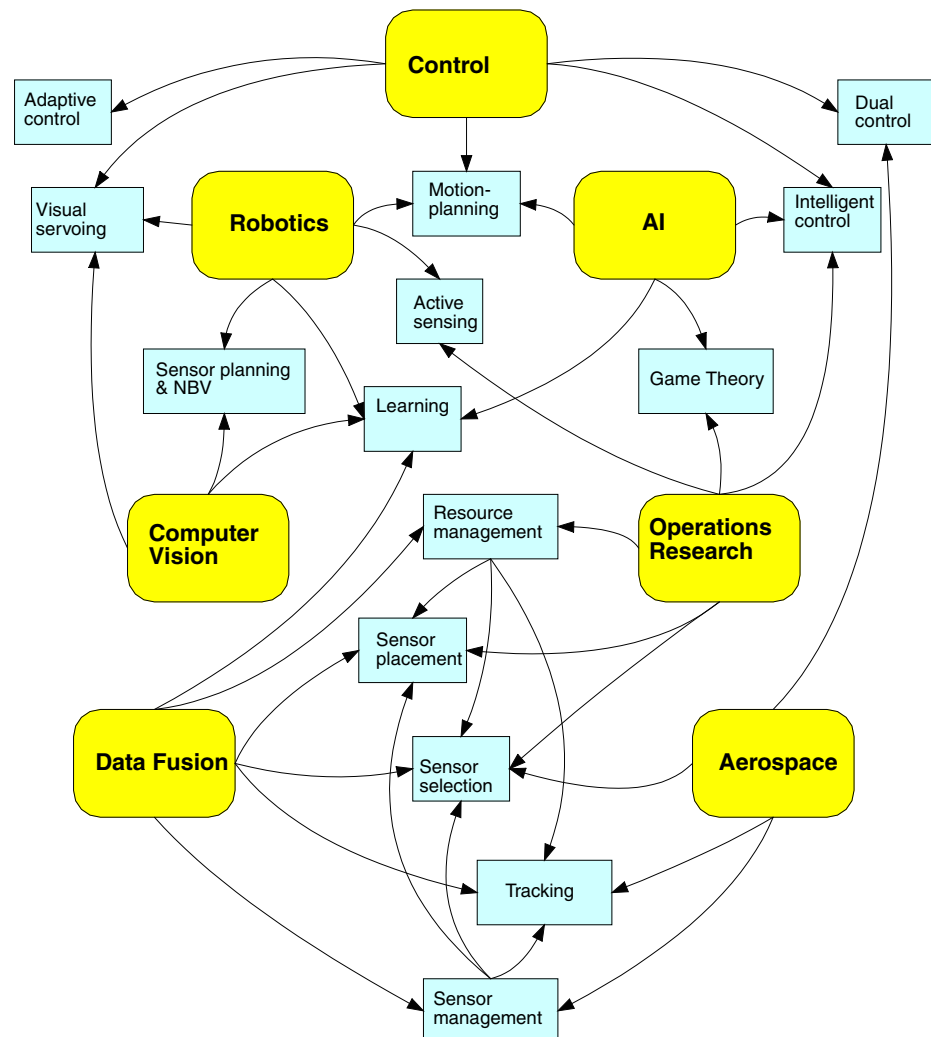 Control
Adaptive
control
Dual
control
Visual
servoing
Robotics
Motion-
planning
AI
Intelligent
control
Active
sensing
Sensor planning
& NBV
Learning
Game Theory
Computer
Vision
Resource
management
Operations
Research
Sensor
placement
Data Fusion
Sensor
selection
Aerospace
Tracking
Sensor
management